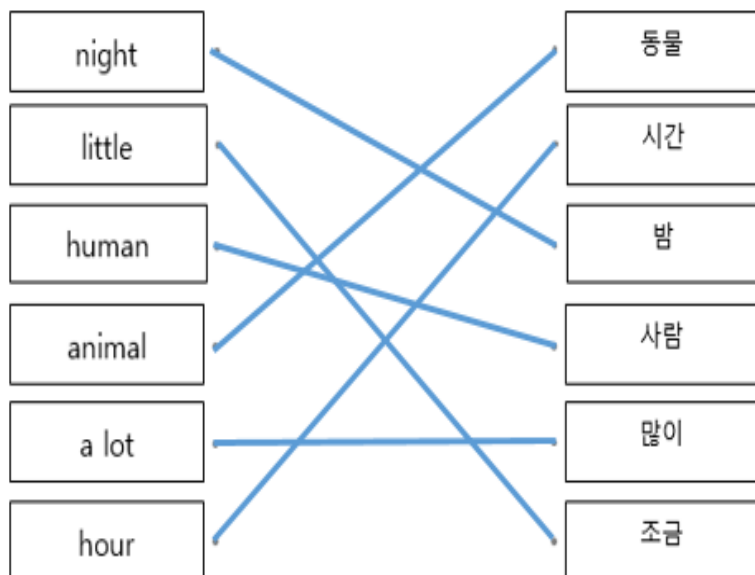 night
동물
little
시간
human
밤
animal
사람
a lot
많이
hour
조금